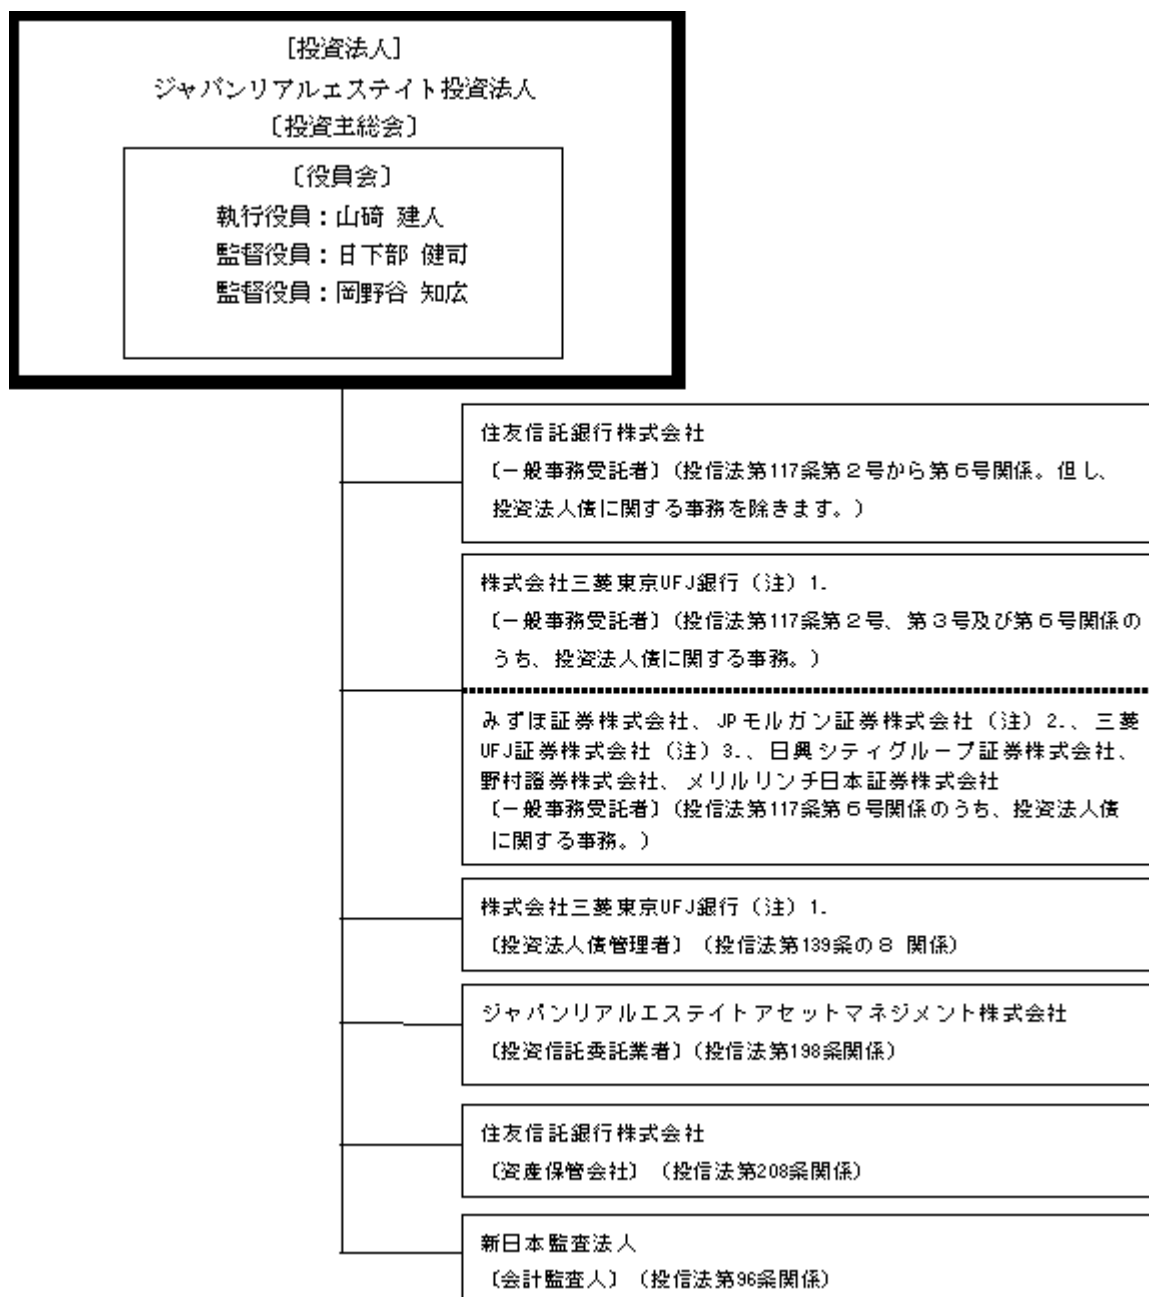 [投資法人]
ジャパンリアルエステイト投資法人
〔投資主総会〕
〔役員会〕
執行役員：山碕 建人
監督役員：日下部 健司
監督役員：岡野谷 知広
住友信託銀行株式会社
〔一般事務受託者〕（投信法第117条第２号から第６号関係。但し、
投資法人債に関する事務を除きます。）
株式会社三菱東京UFJ銀行（注）1.
〔一般事務受託者〕（投信法第117条第２号、第３号及び第６号関係の
うち、投資法人債に関する事務。）
みずほ証券株式会社、JPモルガン証券株式会社（注）2.、三菱
UFJ証券株式会社（注）3.、日興シティグループ証券株式会社、
野村證券株式会社、メリルリンチ日本証券株式会社
〔一般事務受託者〕（投信法第117条第６号関係のうち、投資法人債
に関する事務。）
株式会社三菱東京UFJ銀行（注）1.
〔投資法人債管理者〕（投信法第139条の８ 関係）
ジャパンリアルエステイトアセットマネジメント株式会社
〔投資信託委託業者〕（投信法第198条関係）
住友信託銀行株式会社
〔資産保管会社〕（投信法第208条関係）
新日本監査法人
〔会計監査人〕（投信法第96条関係）